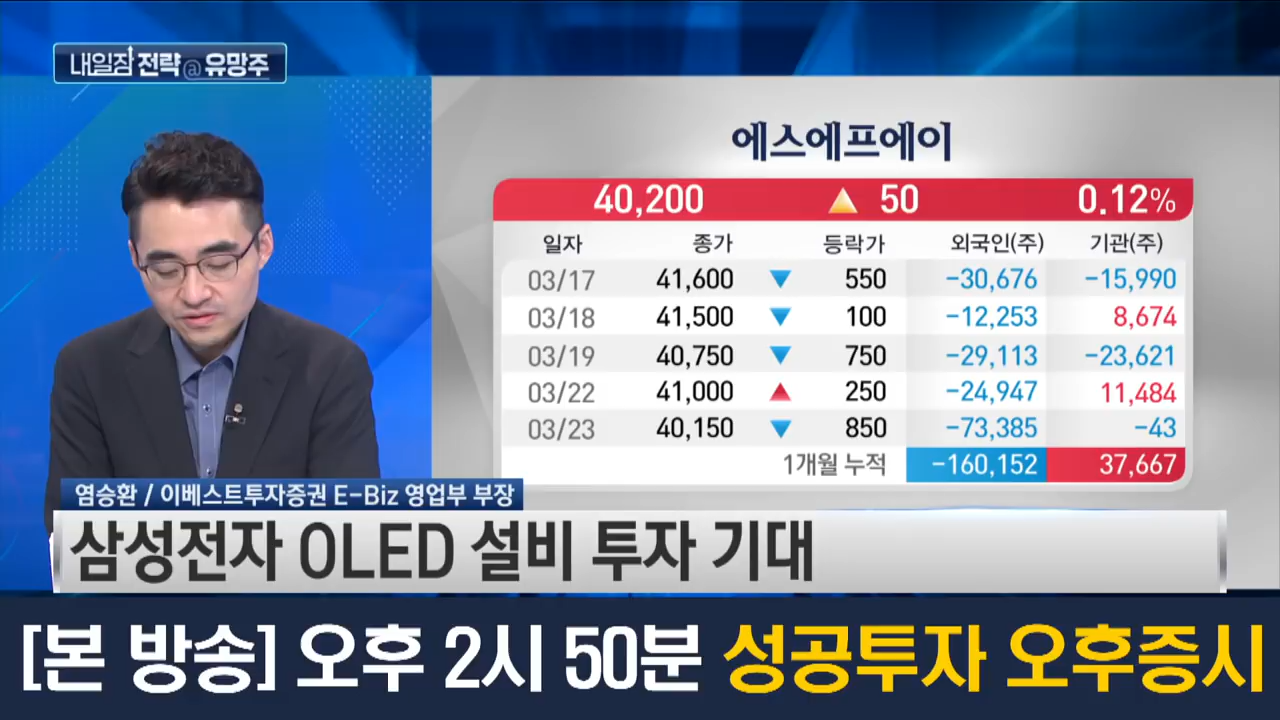 내일장 전략@유망주
에스에프에이
40,200 ▲ 50 0.12%
일자 종가 등락가 외국인(주) 기관(주)
03/17 41,600 ▼ 550 -30,676 -15,990
03/18 41,500 ▼ 100 -12,253 8,674
03/19 40,750 ▼ 750 -29,113 -23,621
03/22 41,000 ▲ 250 -24,947 11,484
03/23 40,150 ▼ 850 -73,385 -43
1개월 누적 -160,152 37,667
염승환 / 이베스트투자증권 E-Biz 영업부 부장
삼성전자 OLED 설비 투자 기대
[본 방송] 오후 2시 50분 성공투자 오후증시